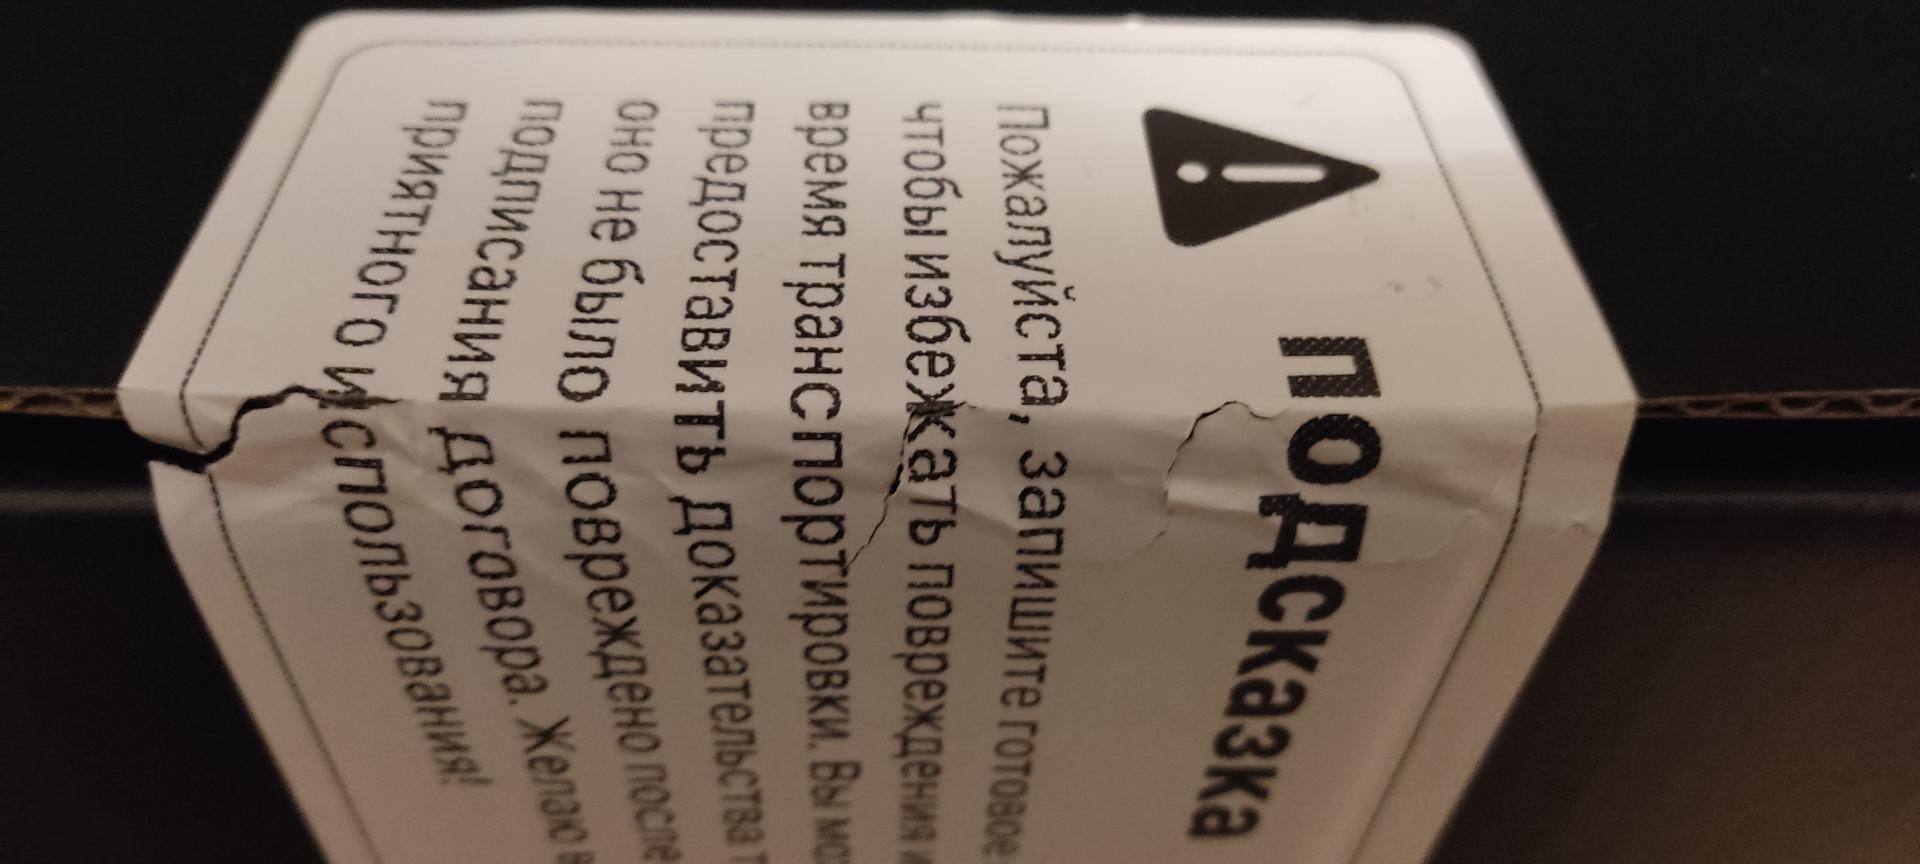 подсказка
Пожалуйста, запишите готовое
чтобы избежать повреждения
время транспортировки. Вы
предоставить доказательства
оно не было повреждено после
подписания договора. Желаю
приятного использования!